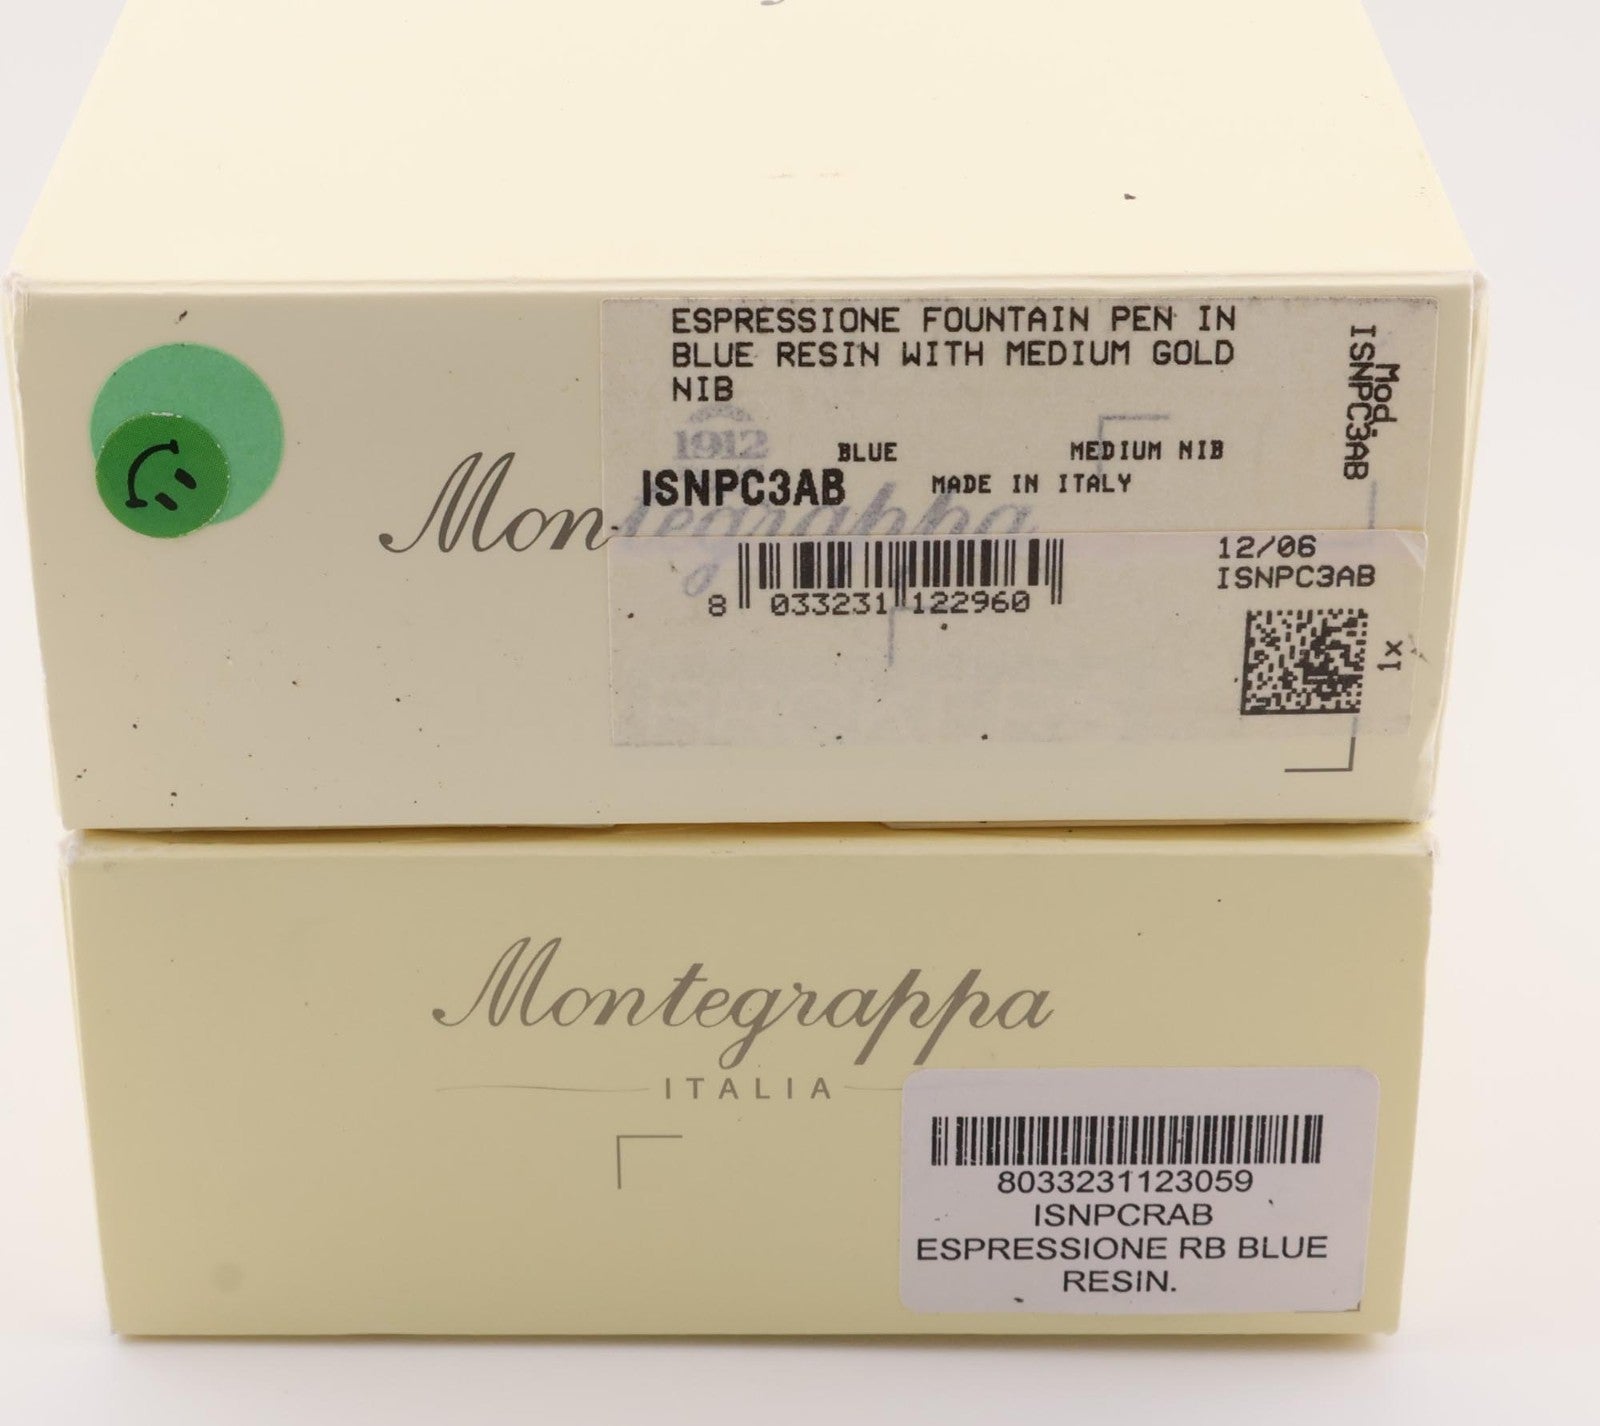 ESPRESSIONE FOUNTAIN PEN IN
BLUE RESIN WITH MEDIUM GOLD
NIB
Mod.
ISNPC3AB
1912
BLUE MEDIUM NIB
ISNPC3AB MADE IN ITALY
Montegrappa
8 033231 122960
12/06
ISNPC3AB
1x
Montegrappa
ITALIA
8033231123059
ISNPCRAB
ESPRESSIONE RB BLUE
RESIN.